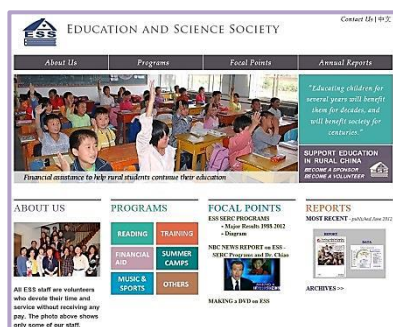 Contact Us | 中文
ESS
EDUCATION AND SCIENCE SOCIETY
About Us
Programs
Focal Points
Annual Reports
"Educating children for
several years will benefit
them for decades, and
will benefit society for
centuries."
SUPPORT EDUCATION
IN RURAL CHINA
BECOME A SPONSOR
BECOME A VOLUNTEER
ESS
Financial assistance to help rural students continue their education
ABOUT US
All ESS staff are volunteers
who devote their time and
service without receiving any
pay. The photo above shows
only some of our staff.
PROGRAMS
READING
TRAINING
FINANCIAL
AID
SUMMER
CAMPS
MUSIC &
SPORTS
OTHERS
FOCAL POINTS
ESS SERC PROGRAMS
• Major Results 1988-2012
• Diagram
NBC NEWS REPORT on ESS -
SERC Programs and Dr. Chiao
MAKING a DVD on ESS
REPORTS
MOST RECENT - published June 2012
ARCHIVES >>